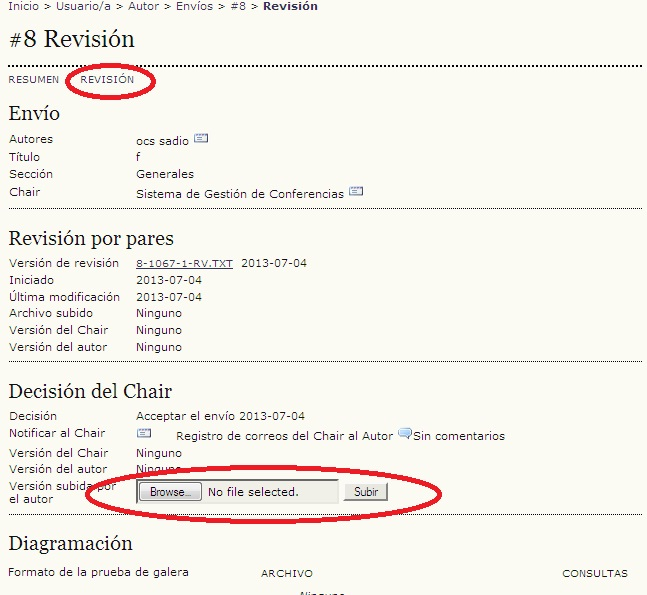 Inicio > Usuario/a > Autor > Envíos > #8 > Revisión
#8 Revisión
RESUMEN REVISIÓN
Envío
Autores ocs sadio
Título f
Sección Generales
Chair Sistema de Gestión de Conferencias
Revisión por pares
Versión de revisión 8-1067-1-RV.TXT 2013-07-04
Iniciado 2013-07-04
Última modificación 2013-07-04
Archivo subido Ninguno
Versión del Chair Ninguno
Versión del autor Ninguno
Decisión del Chair
Decisión Acceptar el envío 2013-07-04
Notificar al Chair Registro de correos del Chair al Autor Sin comentarios
Versión del Chair Ninguno
Versión del autor Ninguno
Versión subida por
el autor Browse... No file selected. Subir
Diagramación
Formato de la prueba de galera ARCHIVO CONSULTAS
Ninguno